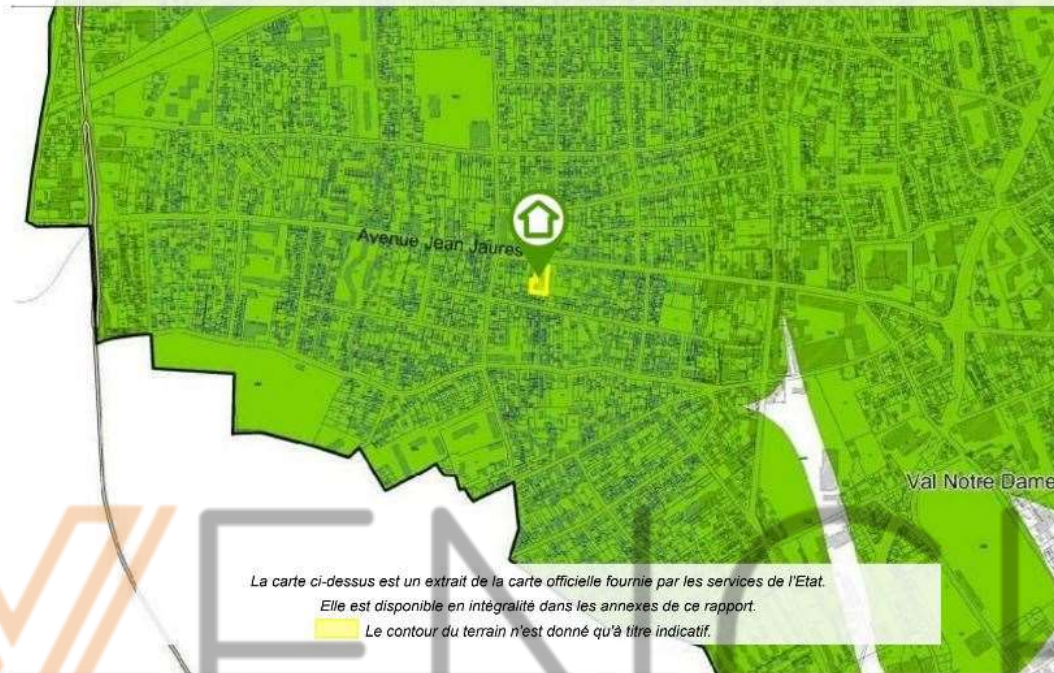 Avenue Jean Jaures
Val Notre Dame
La carte ci-dessus est un extrait de la carte officielle fournie par les services de l'Etat.
Elle est disponible en intégralité dans les annexes de ce rapport.
Le contour du terrain n'est donné qu'à titre indicatif.